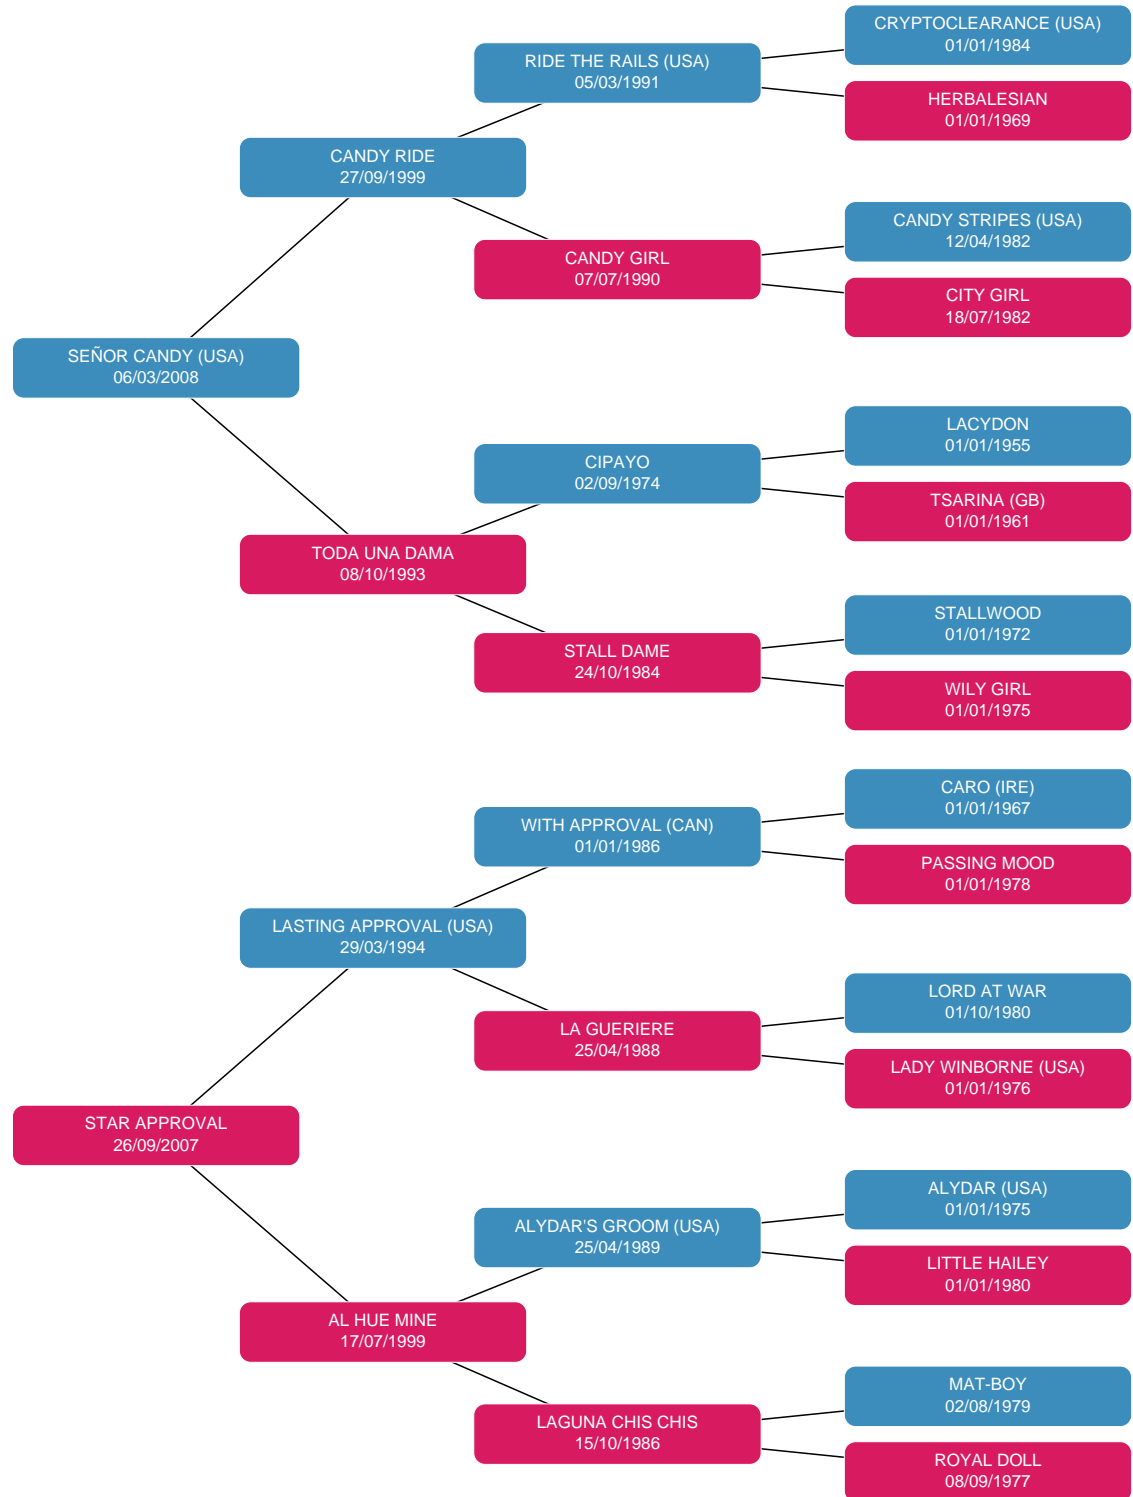 CRYPTOCLEARANCE (USA)
01/01/1984
RIDE THE RAILS (USA)
05/03/1991
HERBALESIAN
01/01/1969
CANDY RIDE
27/09/1999
CANDY STRIPES (USA)
12/04/1982
CANDY GIRL
07/07/1990
CITY GIRL
18/07/1982
SEÑOR CANDY (USA)
06/03/2008
LACYDON
01/01/1955
CIPAYO
02/09/1974
TSARINA (GB)
01/01/1961
TODA UNA DAMA
08/10/1993
STALLWOOD
01/01/1972
STALL DAME
24/10/1984
WILY GIRL
01/01/1975
CARO (IRE)
01/01/1967
WITH APPROVAL (CAN)
01/01/1986
PASSING MOOD
01/01/1978
LASTING APPROVAL (USA)
29/03/1994
LORD AT WAR
01/10/1980
LA GUERIERE
25/04/1988
LADY WINBORNE (USA)
01/01/1976
STAR APPROVAL
26/09/2007
ALYDAR (USA)
01/01/1975
ALYDAR'S GROOM (USA)
25/04/1989
LITTLE HAILEY
01/01/1980
AL HUE MINE
17/07/1999
MAT-BOY
02/08/1979
LAGUNA CHIS CHIS
15/10/1986
ROYAL DOLL
08/09/1977